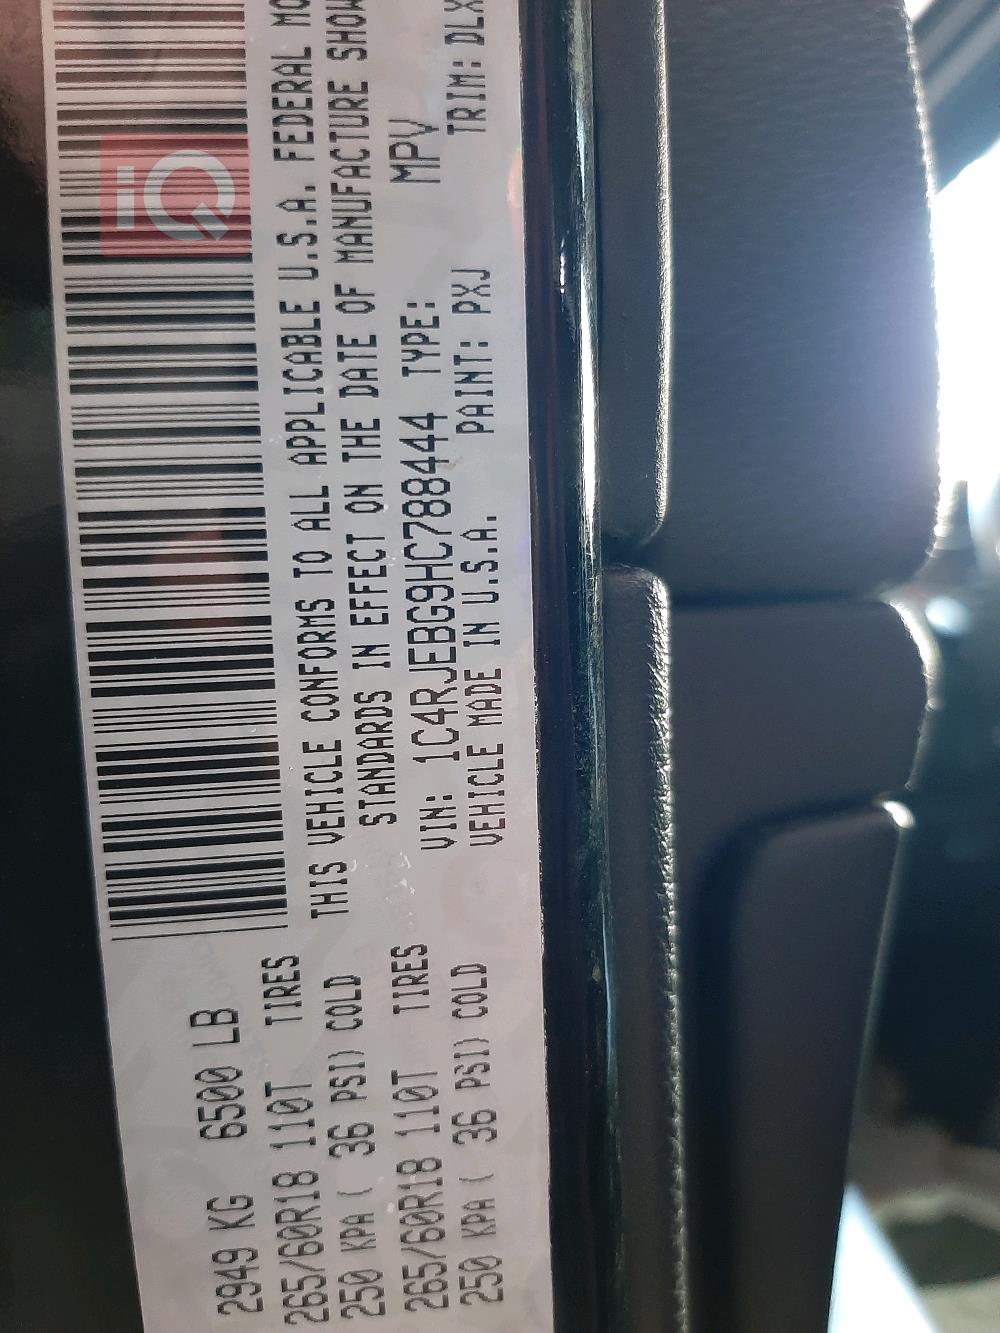 iQ
2949 KG 6500 LB
265/60R18 110T TIRES
250 KPA ( 36 PSI) COLD
265/60R18 110T TIRES
250 KPA ( 36 PSI) COLD
THIS VEHICLE CONFORMS TO ALL APPLICABLE U.S.A. FEDERAL
STANDARDS IN EFFECT ON THE DATE OF MANUFACTURE
VIN: 1C4RJEBG9HC788444 TYPE: MPV
VEHICLE MADE IN U.S.A. PAINT: PXJ TRIM: DLX